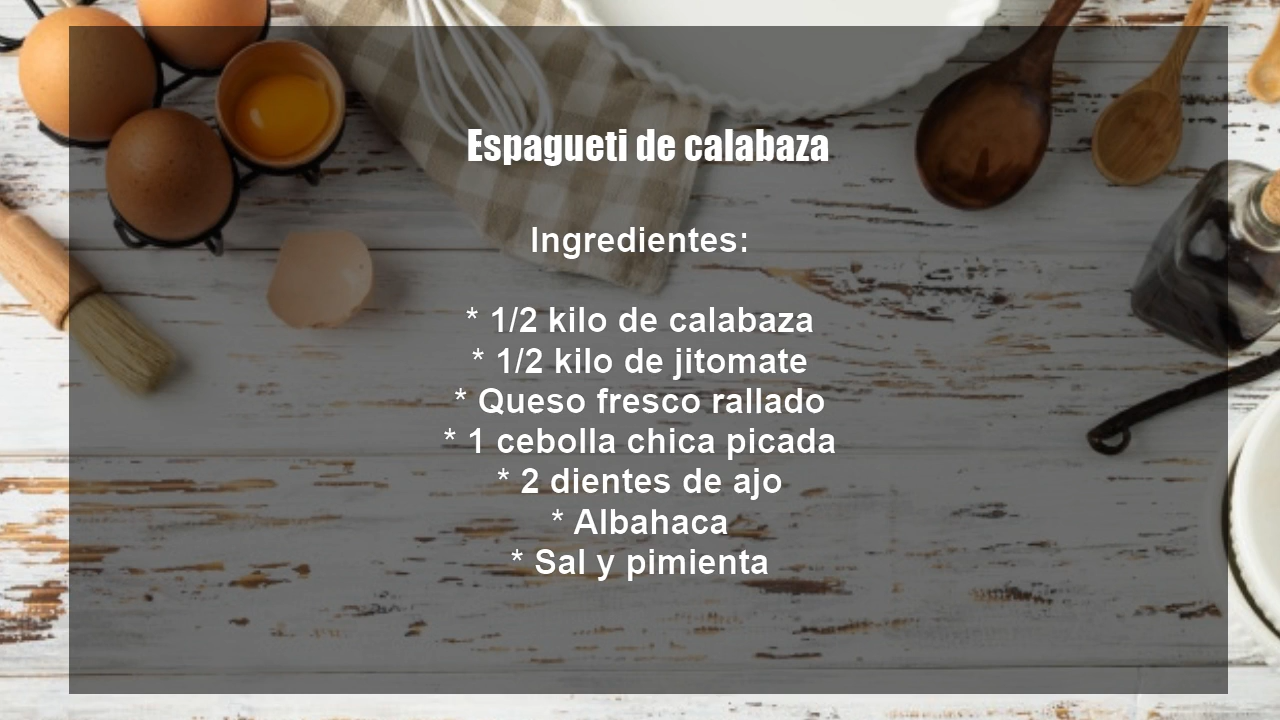 Espagueti de calabaza
Ingredientes:
* 1/2 kilo de calabaza
* 1/2 kilo de jitomate
* Queso fresco rallado
* 1 cebolla chica picada
* 2 dientes de ajo
* Albahaca
* Sal y pimienta